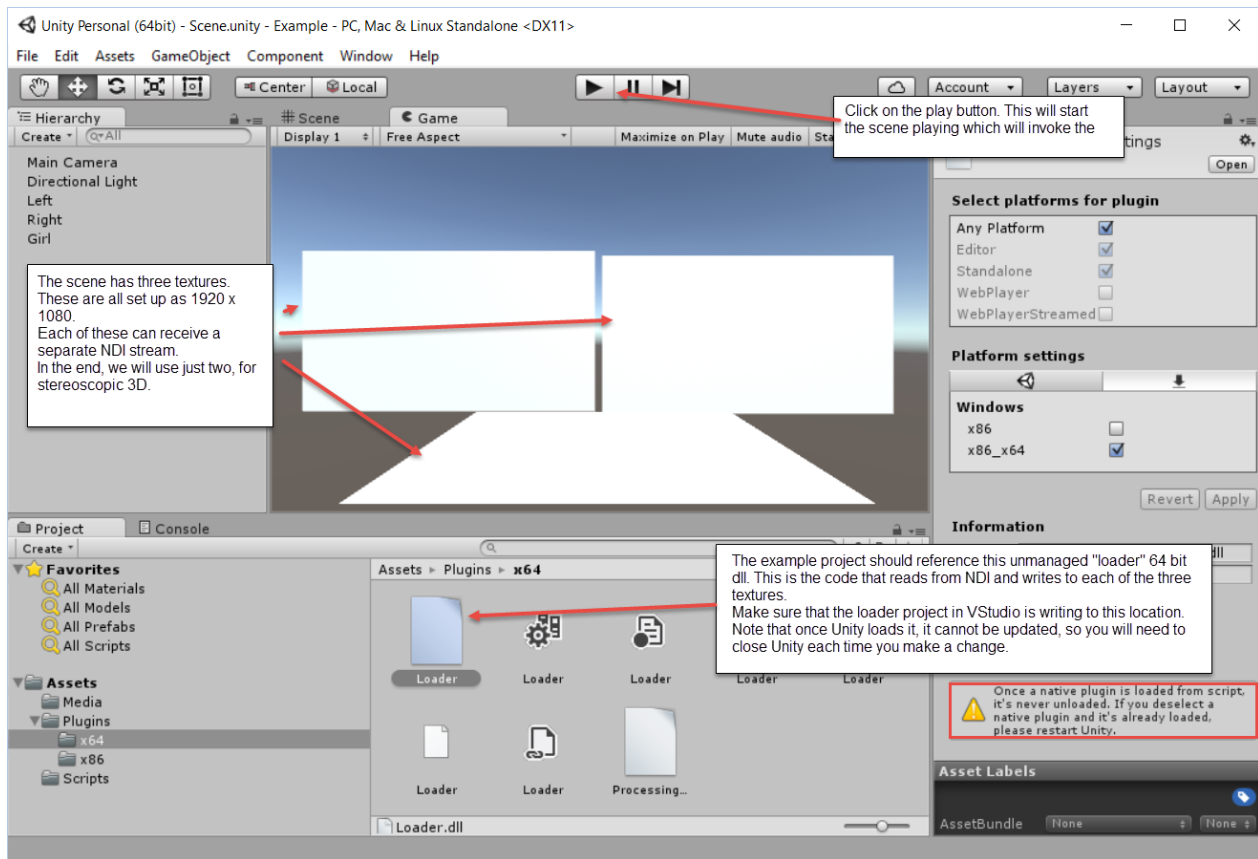 Unity Personal (64bit) - Scene.unity - Example - PC, Mac & Linux Standalone <DX11>
File Edit Assets GameObject Component Window Help
Center Local Account Layers Layout
Hierarchy
Create All
Main Camera
Directional Light
Left
Right
Girl
The scene has three textures.
These are all set up as 1920 x
1080.
Each of these can receive a
separate NDI stream.
In the end, we will use just two, for
stereoscopic 3D.
Scene Game
Display 1 Free Aspect Maximize on Play Mute audio Sta
Click on the play button. This will start
the scene playing which will invoke the
tings
Open
Select platforms for plugin
Any Platform
Editor
Standalone
WebPlayer
WebPlayerStreamed
Platform settings
Windows
x86
x86_x64
Revert Apply
Information
dll
Project Console
Create
Favorites
All Materials
All Models
All Prefabs
All Scripts
Assets
Media
Plugins
x64
x86
Scripts
Assets Plugins x64
The example project should reference this unmanaged "loader" 64 bit
dll. This is the code that reads from NDI and writes to each of the three
textures.
Make sure that the loader project in VStudio is writing to this location.
Note that once Unity loads it, it cannot be updated, so you will need to
close Unity each time you make a change.
Loader Loader Loader Loader Loader
Loader Loader Processing...
Loader.dll
Once a native plugin is loaded from script,
it's never unloaded. If you deselect a
native plugin and it's already loaded,
please restart Unity.
Asset Labels
AssetBundle None None